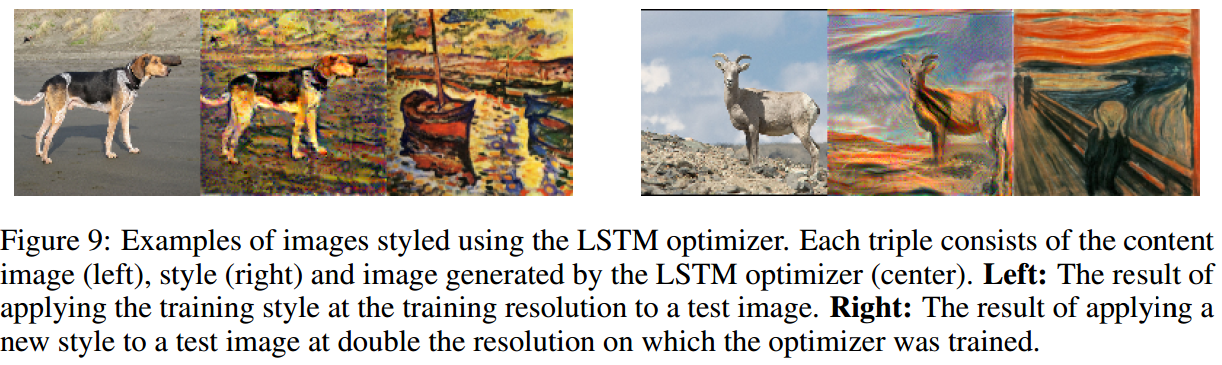 Figure 9: Examples of images styled using the LSTM optimizer. Each triple consists of the content
image (left), style (right) and image generated by the LSTM optimizer (center). Left: The result of
applying the training style at the training resolution to a test image. Right: The result of applying a
new style to a test image at double the resolution on which the optimizer was trained.